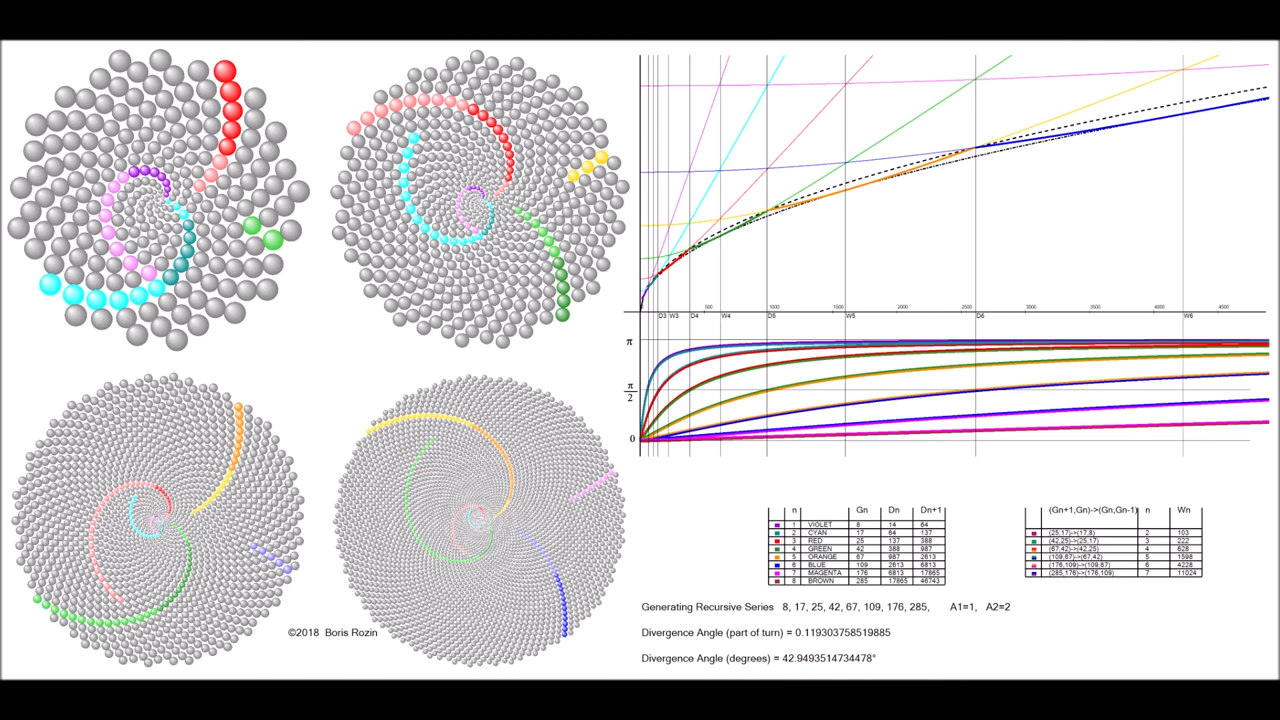 500 1000 1500 2000 2500 3000 3500 4000 4500
D3 W3 D4 W4 D5 W5 D6 W6
π
π
2
0
n Gn Dn Dn+1
1 VIOLET 8 14 64
2 CYAN 17 64 137
3 RED 25 137 388
4 GREEN 42 388 987
5 ORANGE 67 987 2613
6 BLUE 109 2613 6813
7 MAGENTA 176 6813 17865
8 BROWN 285 17865 46743
(Gn+1,Gn)->(Gn,Gn-1) n Wn
(25,17)->(17,8) 2 103
(42,25)->(25,17) 3 222
(67,42)->(42,25) 4 628
(109,67)->(67,42) 5 1598
(176,109)->(109,67) 6 4228
(285,176)->(176,109) 7 11024
Generating Recursive Series 8, 17, 25, 42, 67, 109, 176, 285, A1=1, A2=2
©2018 Boris Rozin
Divergence Angle (part of turn) = 0.119303758519885
Divergence Angle (degrees) = 42.9493514734478°